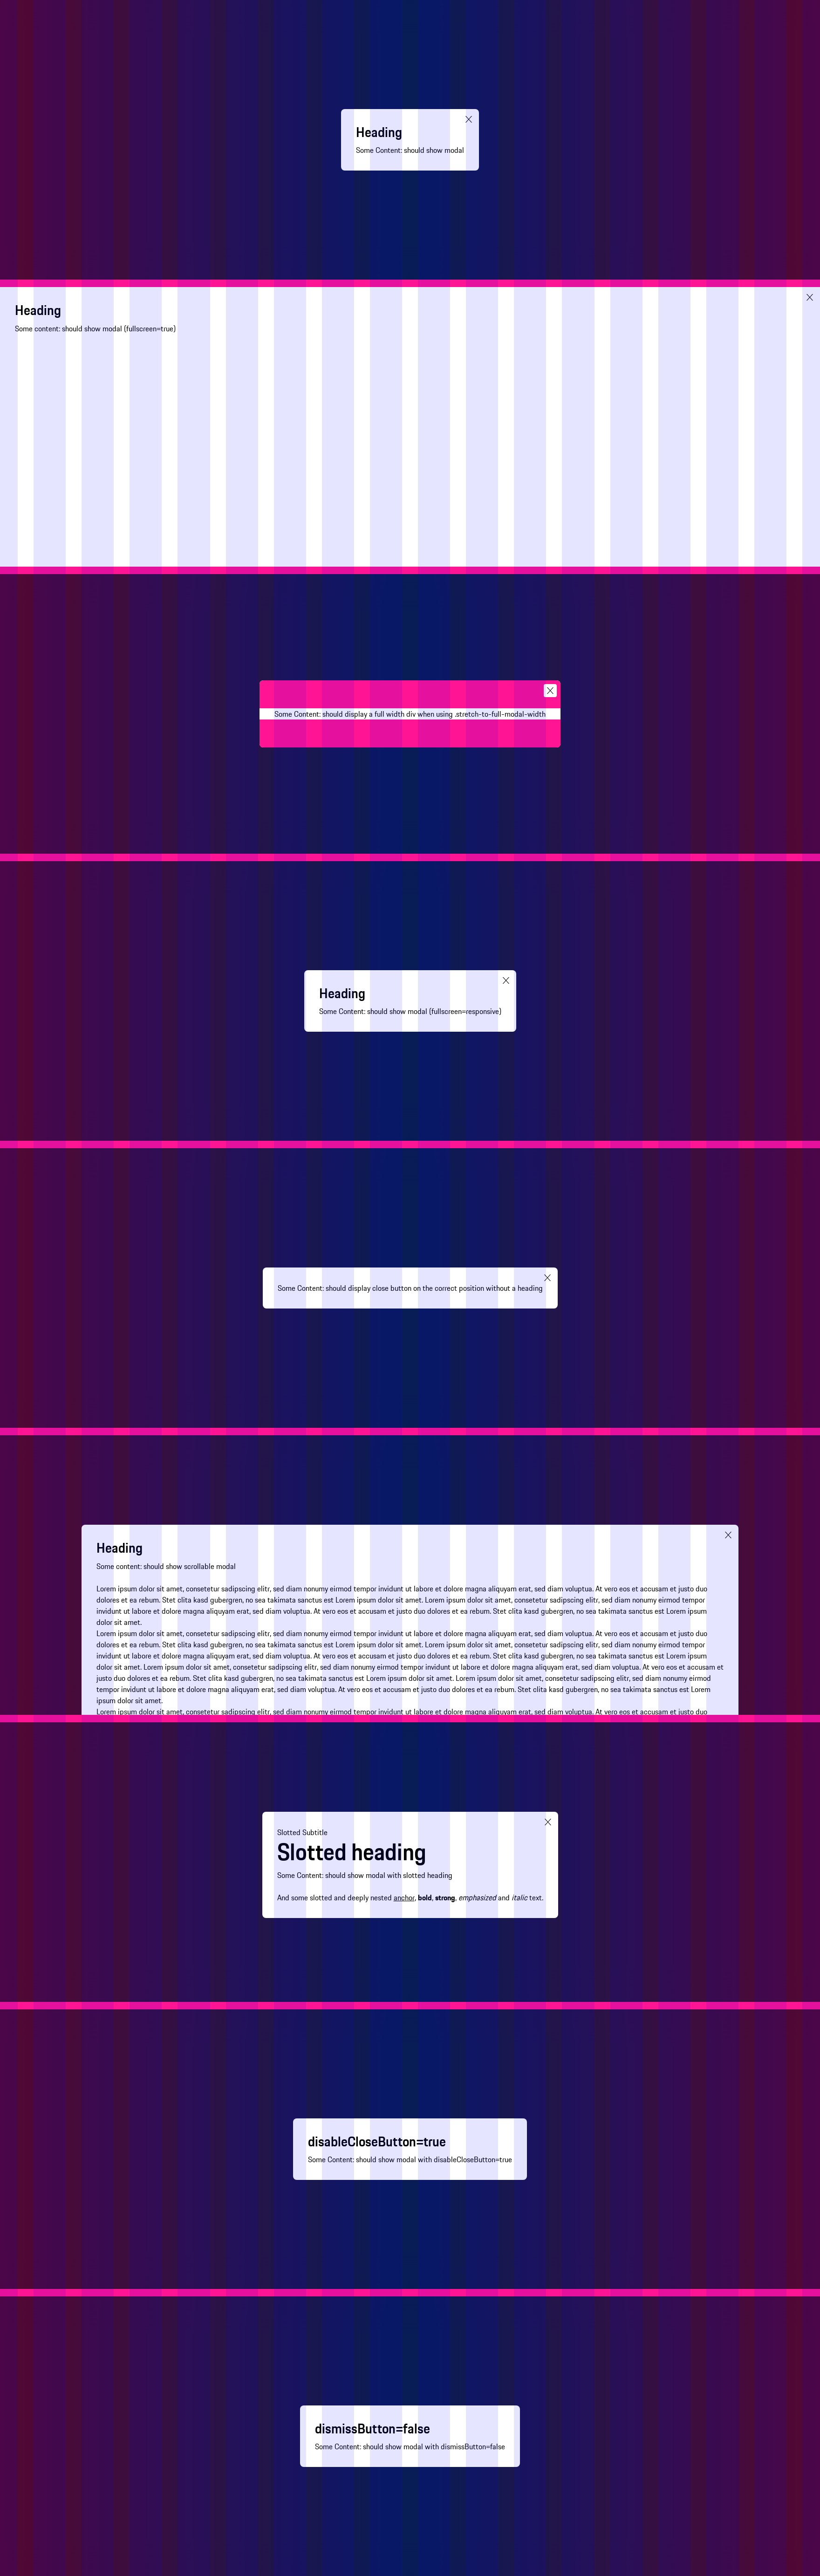 Heading
Some Content: should show modal
Heading
Some content: should show modal (fullscreen=true)
Some Content: should display a full width div when using .stretch-to-full-modal-width
Heading
Some Content: should show modal (fullscreen=responsive)
Some Content: should display close button on the correct position without a heading
Heading
Some content: should show scrollable modal
Lorem ipsum dolor sit amet, consetetur sadipscing elitr, sed diam nonumy eirmod tempor invidunt ut labore et dolore magna aliquyam erat, sed diam voluptua. At vero eos et accusam et justo duo
dolores et ea rebum. Stet clita kasd gubergren, no sea takimata sanctus est Lorem ipsum dolor sit amet. Lorem ipsum dolor sit amet, consetetur sadipscing elitr, sed diam nonumy eirmod tempor
invidunt ut labore et dolore magna aliquyam erat, sed diam voluptua. At vero eos et accusam et justo duo dolores et ea rebum. Stet clita kasd gubergren, no sea takimata sanctus est Lorem ipsum
dolor sit amet.
Lorem ipsum dolor sit amet, consetetur sadipscing elitr, sed diam nonumy eirmod tempor invidunt ut labore et dolore magna aliquyam erat, sed diam voluptua. At vero eos et accusam et justo duo
dolores et ea rebum. Stet clita kasd gubergren, no sea takimata sanctus est Lorem ipsum dolor sit amet. Lorem ipsum dolor sit amet, consetetur sadipscing elitr, sed diam nonumy eirmod tempor
invidunt ut labore et dolore magna aliquyam erat, sed diam voluptua. At vero eos et accusam et justo duo dolores et ea rebum. Stet clita kasd gubergren, no sea takimata sanctus est Lorem ipsum
dolor sit amet. Lorem ipsum dolor sit amet, consetetur sadipscing elitr, sed diam nonumy eirmod tempor invidunt ut labore et dolore magna aliquyam erat, sed diam voluptua. At vero eos et accusam et
justo duo dolores et ea rebum. Stet clita kasd gubergren, no sea takimata sanctus est Lorem ipsum dolor sit amet. Lorem ipsum dolor sit amet, consetetur sadipscing elitr, sed diam nonumy eirmod
tempor invidunt ut labore et dolore magna aliquyam erat, sed diam voluptua. At vero eos et accusam et justo duo dolores et ea rebum. Stet clita kasd gubergren, no sea takimata sanctus est Lorem
ipsum dolor sit amet.
Lorem ipsum dolor sit amet, consetetur sadipscing elitr, sed diam nonumy eirmod tempor invidunt ut labore et dolore magna aliquyam erat, sed diam voluptua. At vero eos et accusam et justo duo
Slotted Subtitle
Slotted heading
Some Content: should show modal with slotted heading
And some slotted and deeply nested anchor, bold, strong, emphasized and italic text.
disableCloseButton=true
Some Content: should show modal with disableCloseButton=true
dismissButton=false
Some Content: should show modal with dismissButton=false